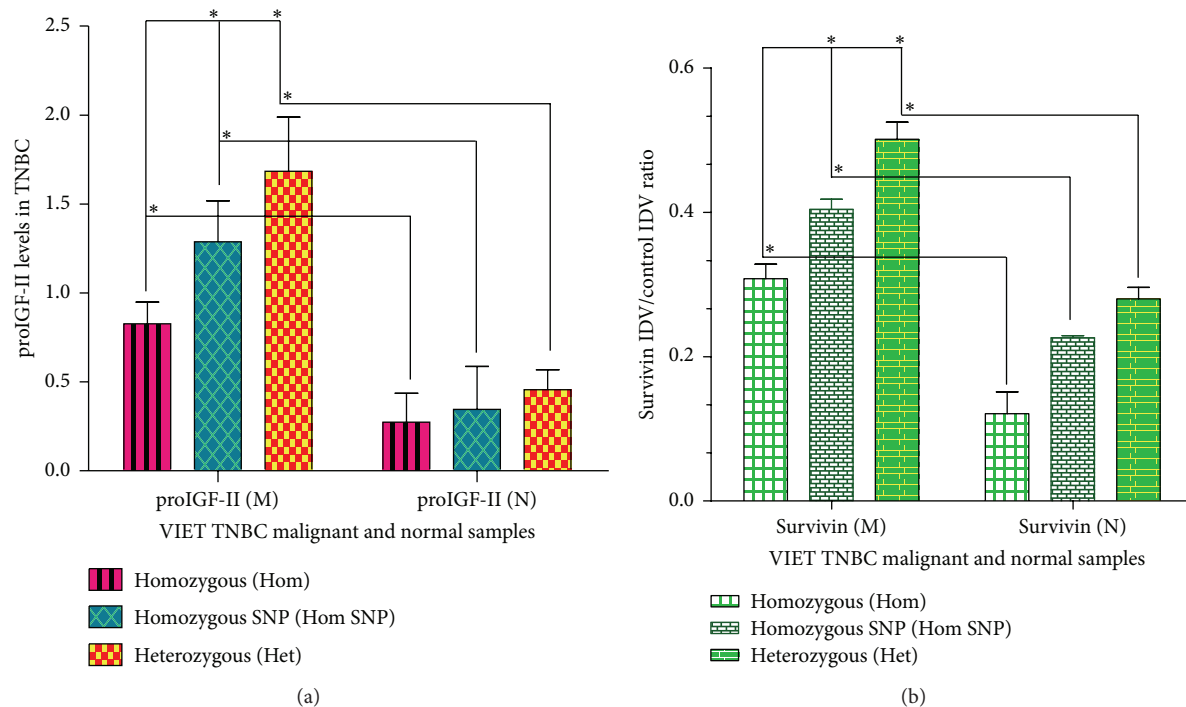 2.5
2.0
1.5
1.0
0.5
0.0
proIGF-II levels in TNBC
* *
*
*
*
proIGF-II (M) proIGF-II (N)
VIET TNBC malignant and normal samples
Homozygous (Hom)
Homozygous SNP (Hom SNP)
Heterozygous (Het)
(a)
0.6
0.4
0.2
0.0
Survivin IDV/control IDV ratio
* * *
*
*
*
Survivin (M) Survivin (N)
VIET TNBC malignant and normal samples
Homozygous (Hom)
Homozygous SNP (Hom SNP)
Heterozygous (Het)
(b)